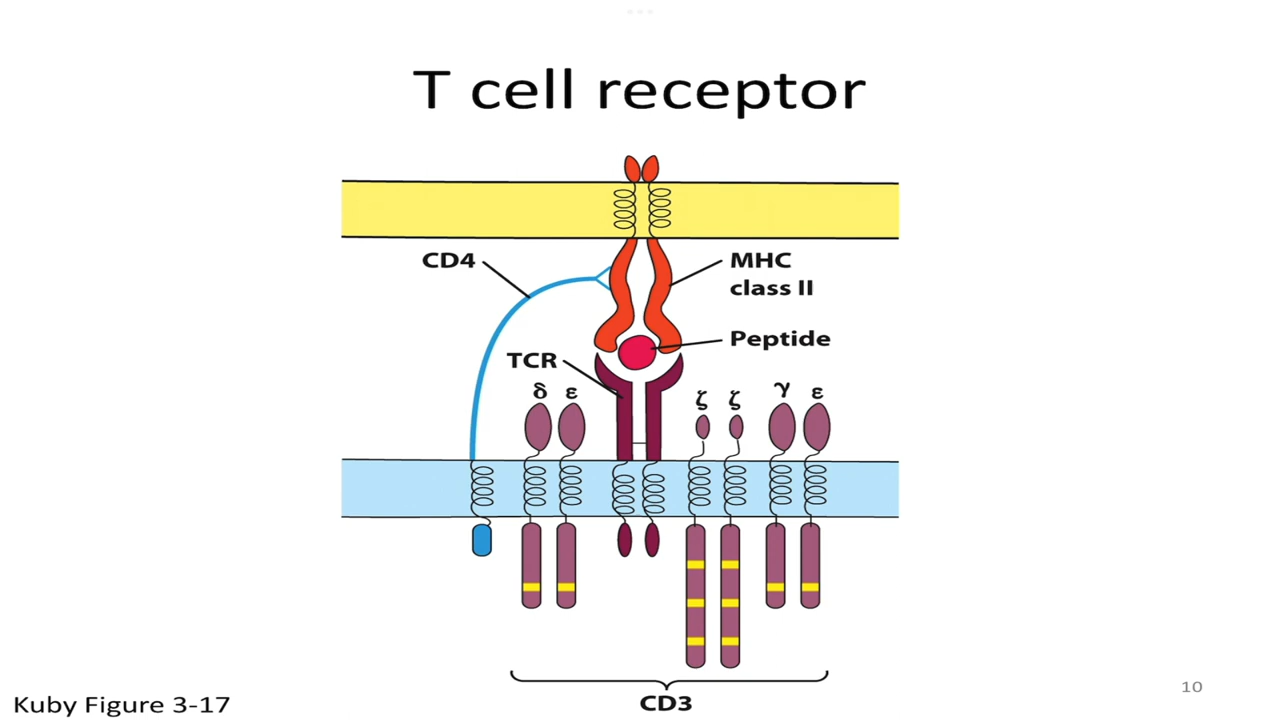 T cell receptor
CD4
MHC
class II
Peptide
TCR
δ ε ζ ζ γ ε
CD3
Kuby Figure 3-17
10